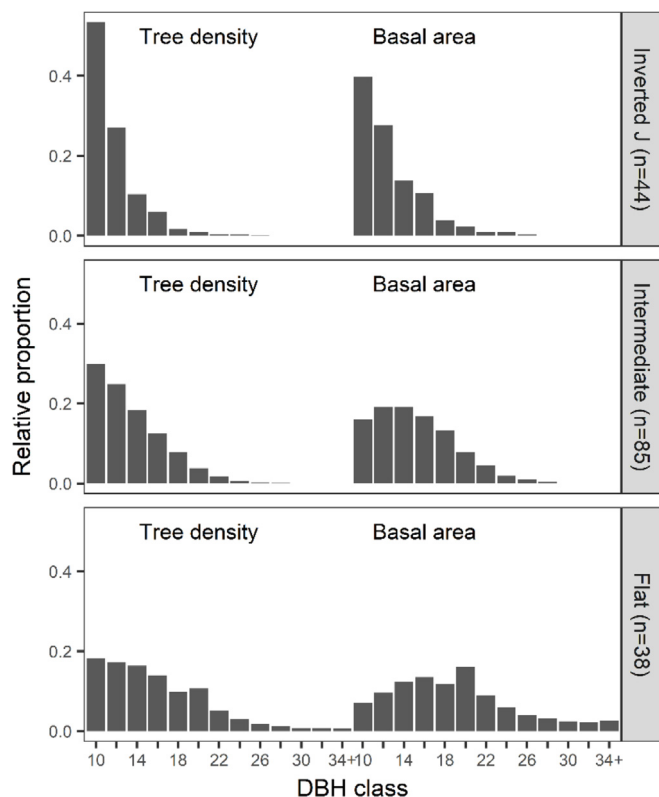 Relative proportion
Tree density Basal area
0.4
0.2
0.0
Inverted J (n=44)
Tree density Basal area
0.4
0.2
0.0
Intermediate (n=85)
Tree density Basal area
0.4
0.2
0.0
Flat (n=38)
10 14 18 22 26 30 34+ 10 14 18 22 26 30 34+
DBH class